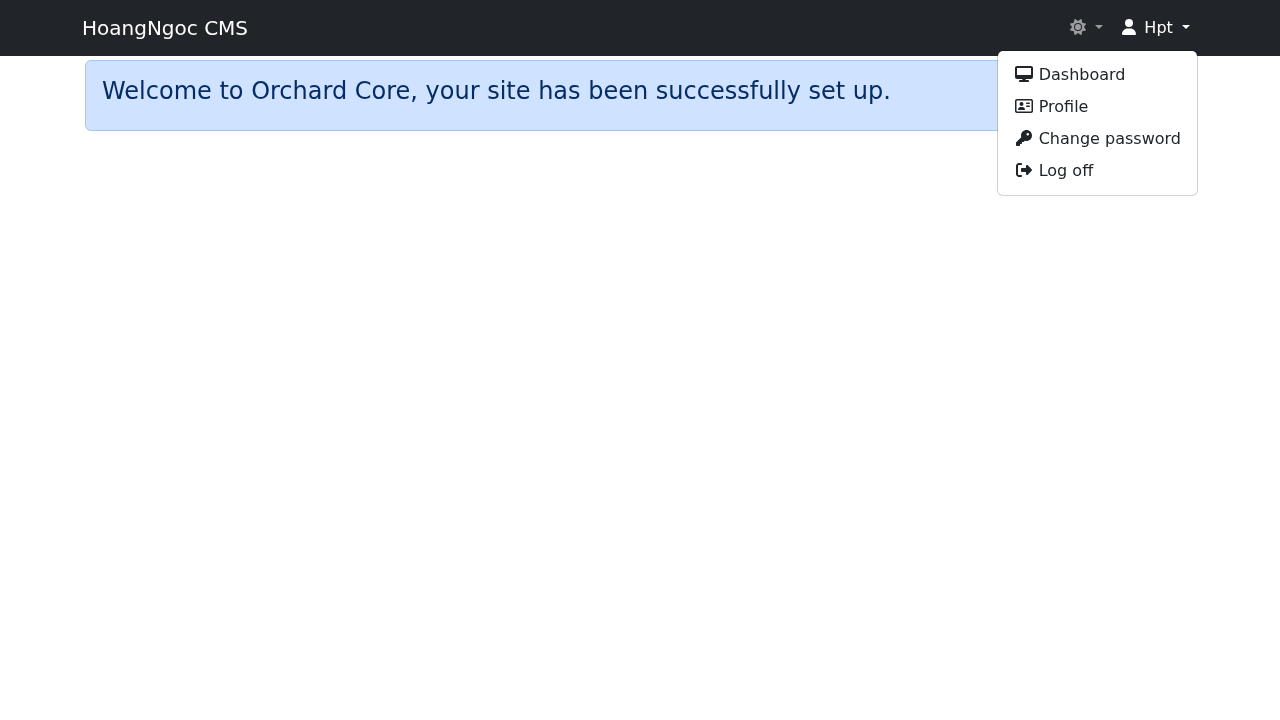 HoangNgoc CMS
Hpt
Welcome to Orchard Core, your site has been successfully set up.
Dashboard
Profile
Change password
Log off